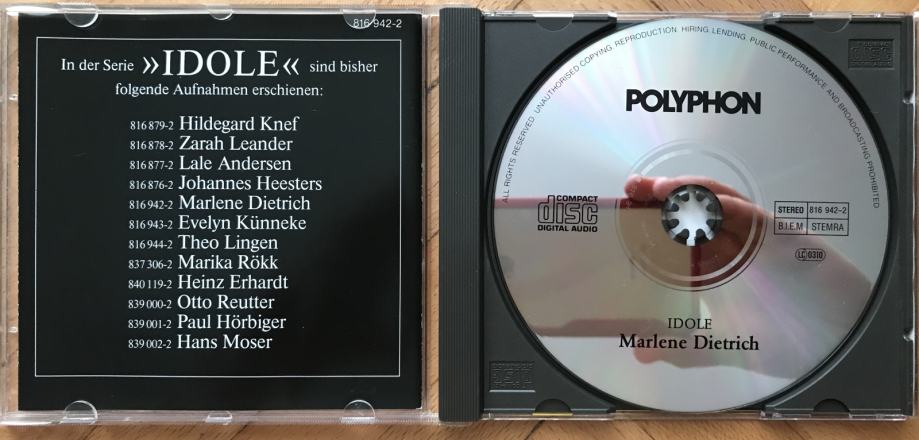 816 942-2
In der Serie »IDOLE« sind bisher
folgende Aufnahmen erschienen:
816 879-2 Hildegard Knef
816 878-2 Zarah Leander
816 877-2 Lale Andersen
816 876-2 Johannes Heesters
816 942-2 Marlene Dietrich
816 943-2 Evelyn Künneke
816 944-2 Theo Lingen
837 306-2 Marika Rökk
840 119-2 Heinz Erhardt
839 000-2 Otto Reutter
839 001-2 Paul Hörbiger
839 002-2 Hans Moser
ALL RIGHTS RESERVED. UNAUTHORISED COPYING, REPRODUCTION, HIRING, LENDING, PUBLIC PERFORMANCE AND BROADCASTING PROHIBITED
POLYPHON
COMPACT
disc
DIGITAL AUDIO
STEREO 816 942-2
B.I.E.M. STEMRA
LC 0310
IDOLE
Marlene Dietrich